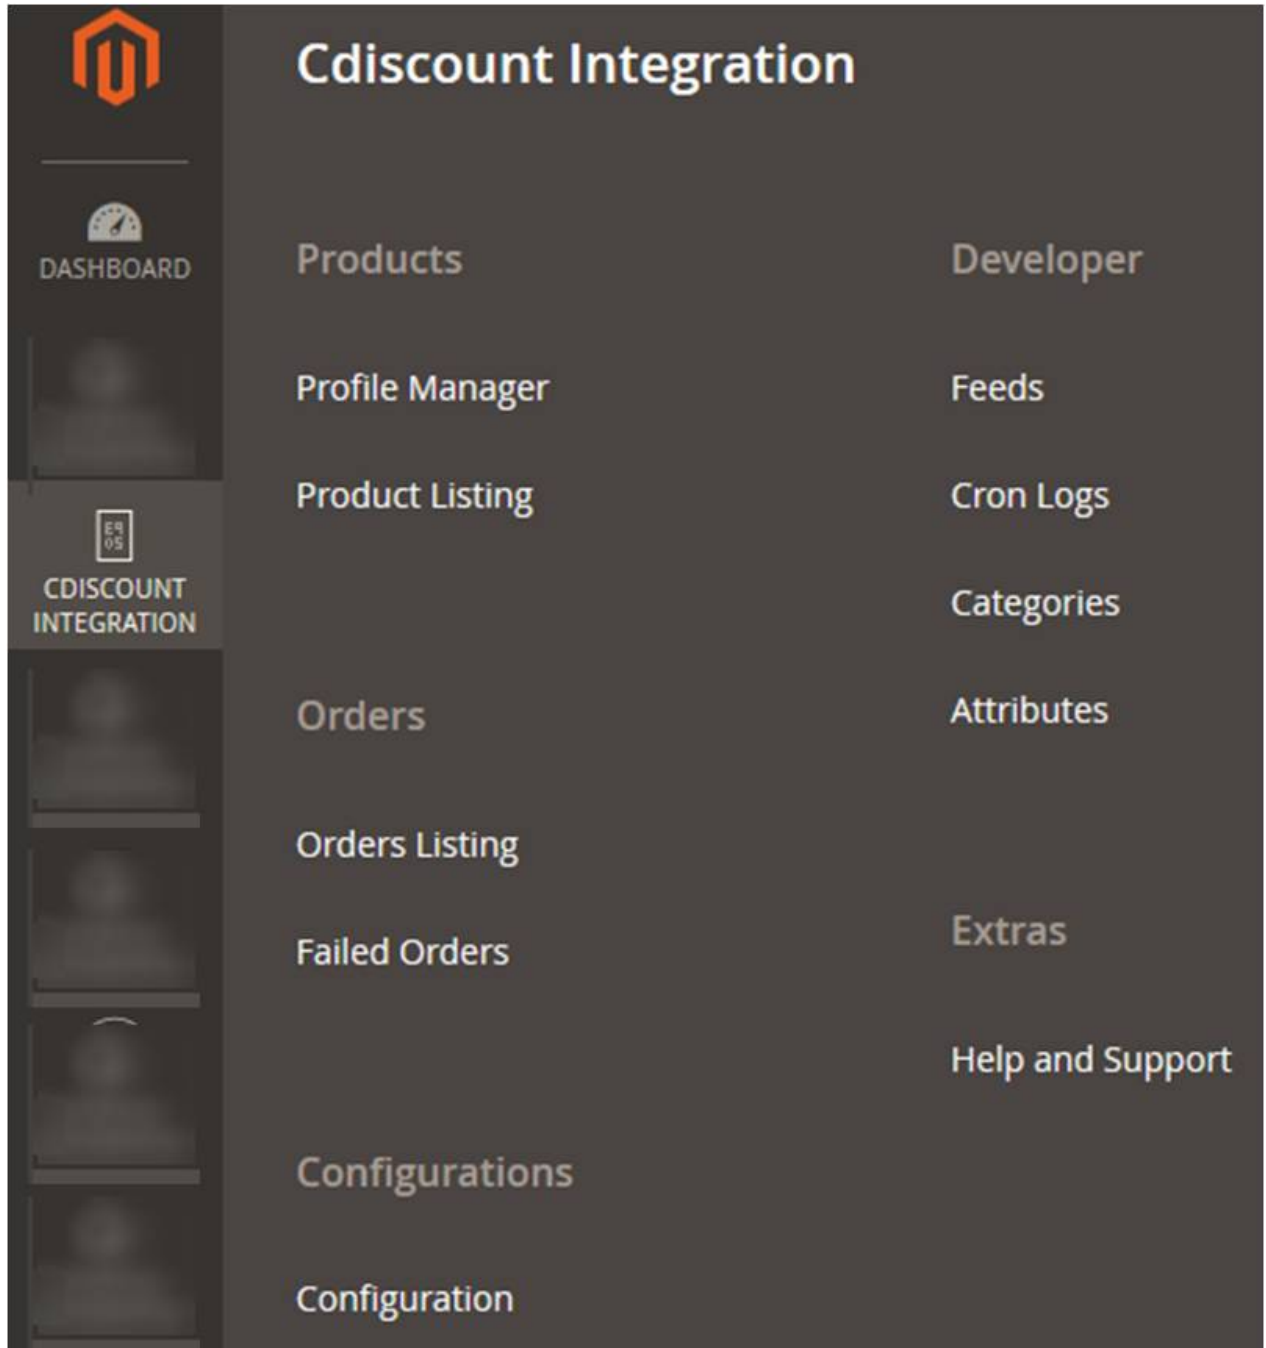 Cdiscount Integration
DASHBOARD
CDISCOUNT
INTEGRATION
Products
Profile Manager
Product Listing
Orders
Orders Listing
Failed Orders
Configurations
Configuration
Developer
Feeds
Cron Logs
Categories
Attributes
Extras
Help and Support